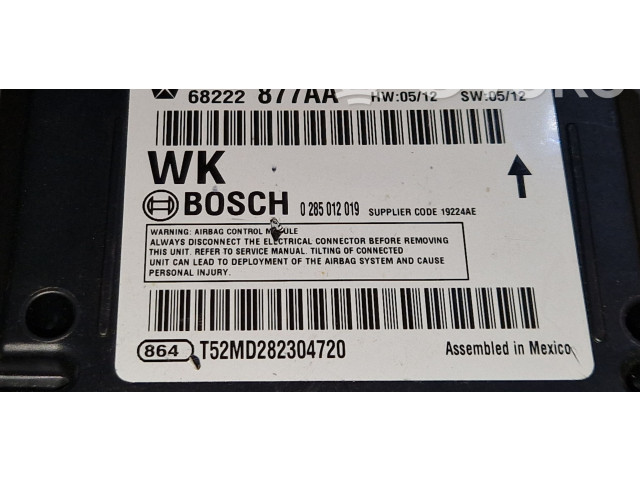 68222 877AA HW:05/12 SW:05/12
WK
BOSCH 0 285 012 019 SUPPLIER CODE 19224AE
WARNING: AIRBAG CONTROL MODULE
ALWAYS DISCONNECT THE ELECTRICAL CONNECTOR BEFORE REMOVING
THIS UNIT. REFER TO SERVICE MANUAL. TILTING OF CONNECTED
UNIT CAN LEAD TO DEPLOYMENT OF THE AIRBAG SYSTEM AND CAUSE
PERSONAL INJURY.
864 T52MD282304720 Assembled in Mexico